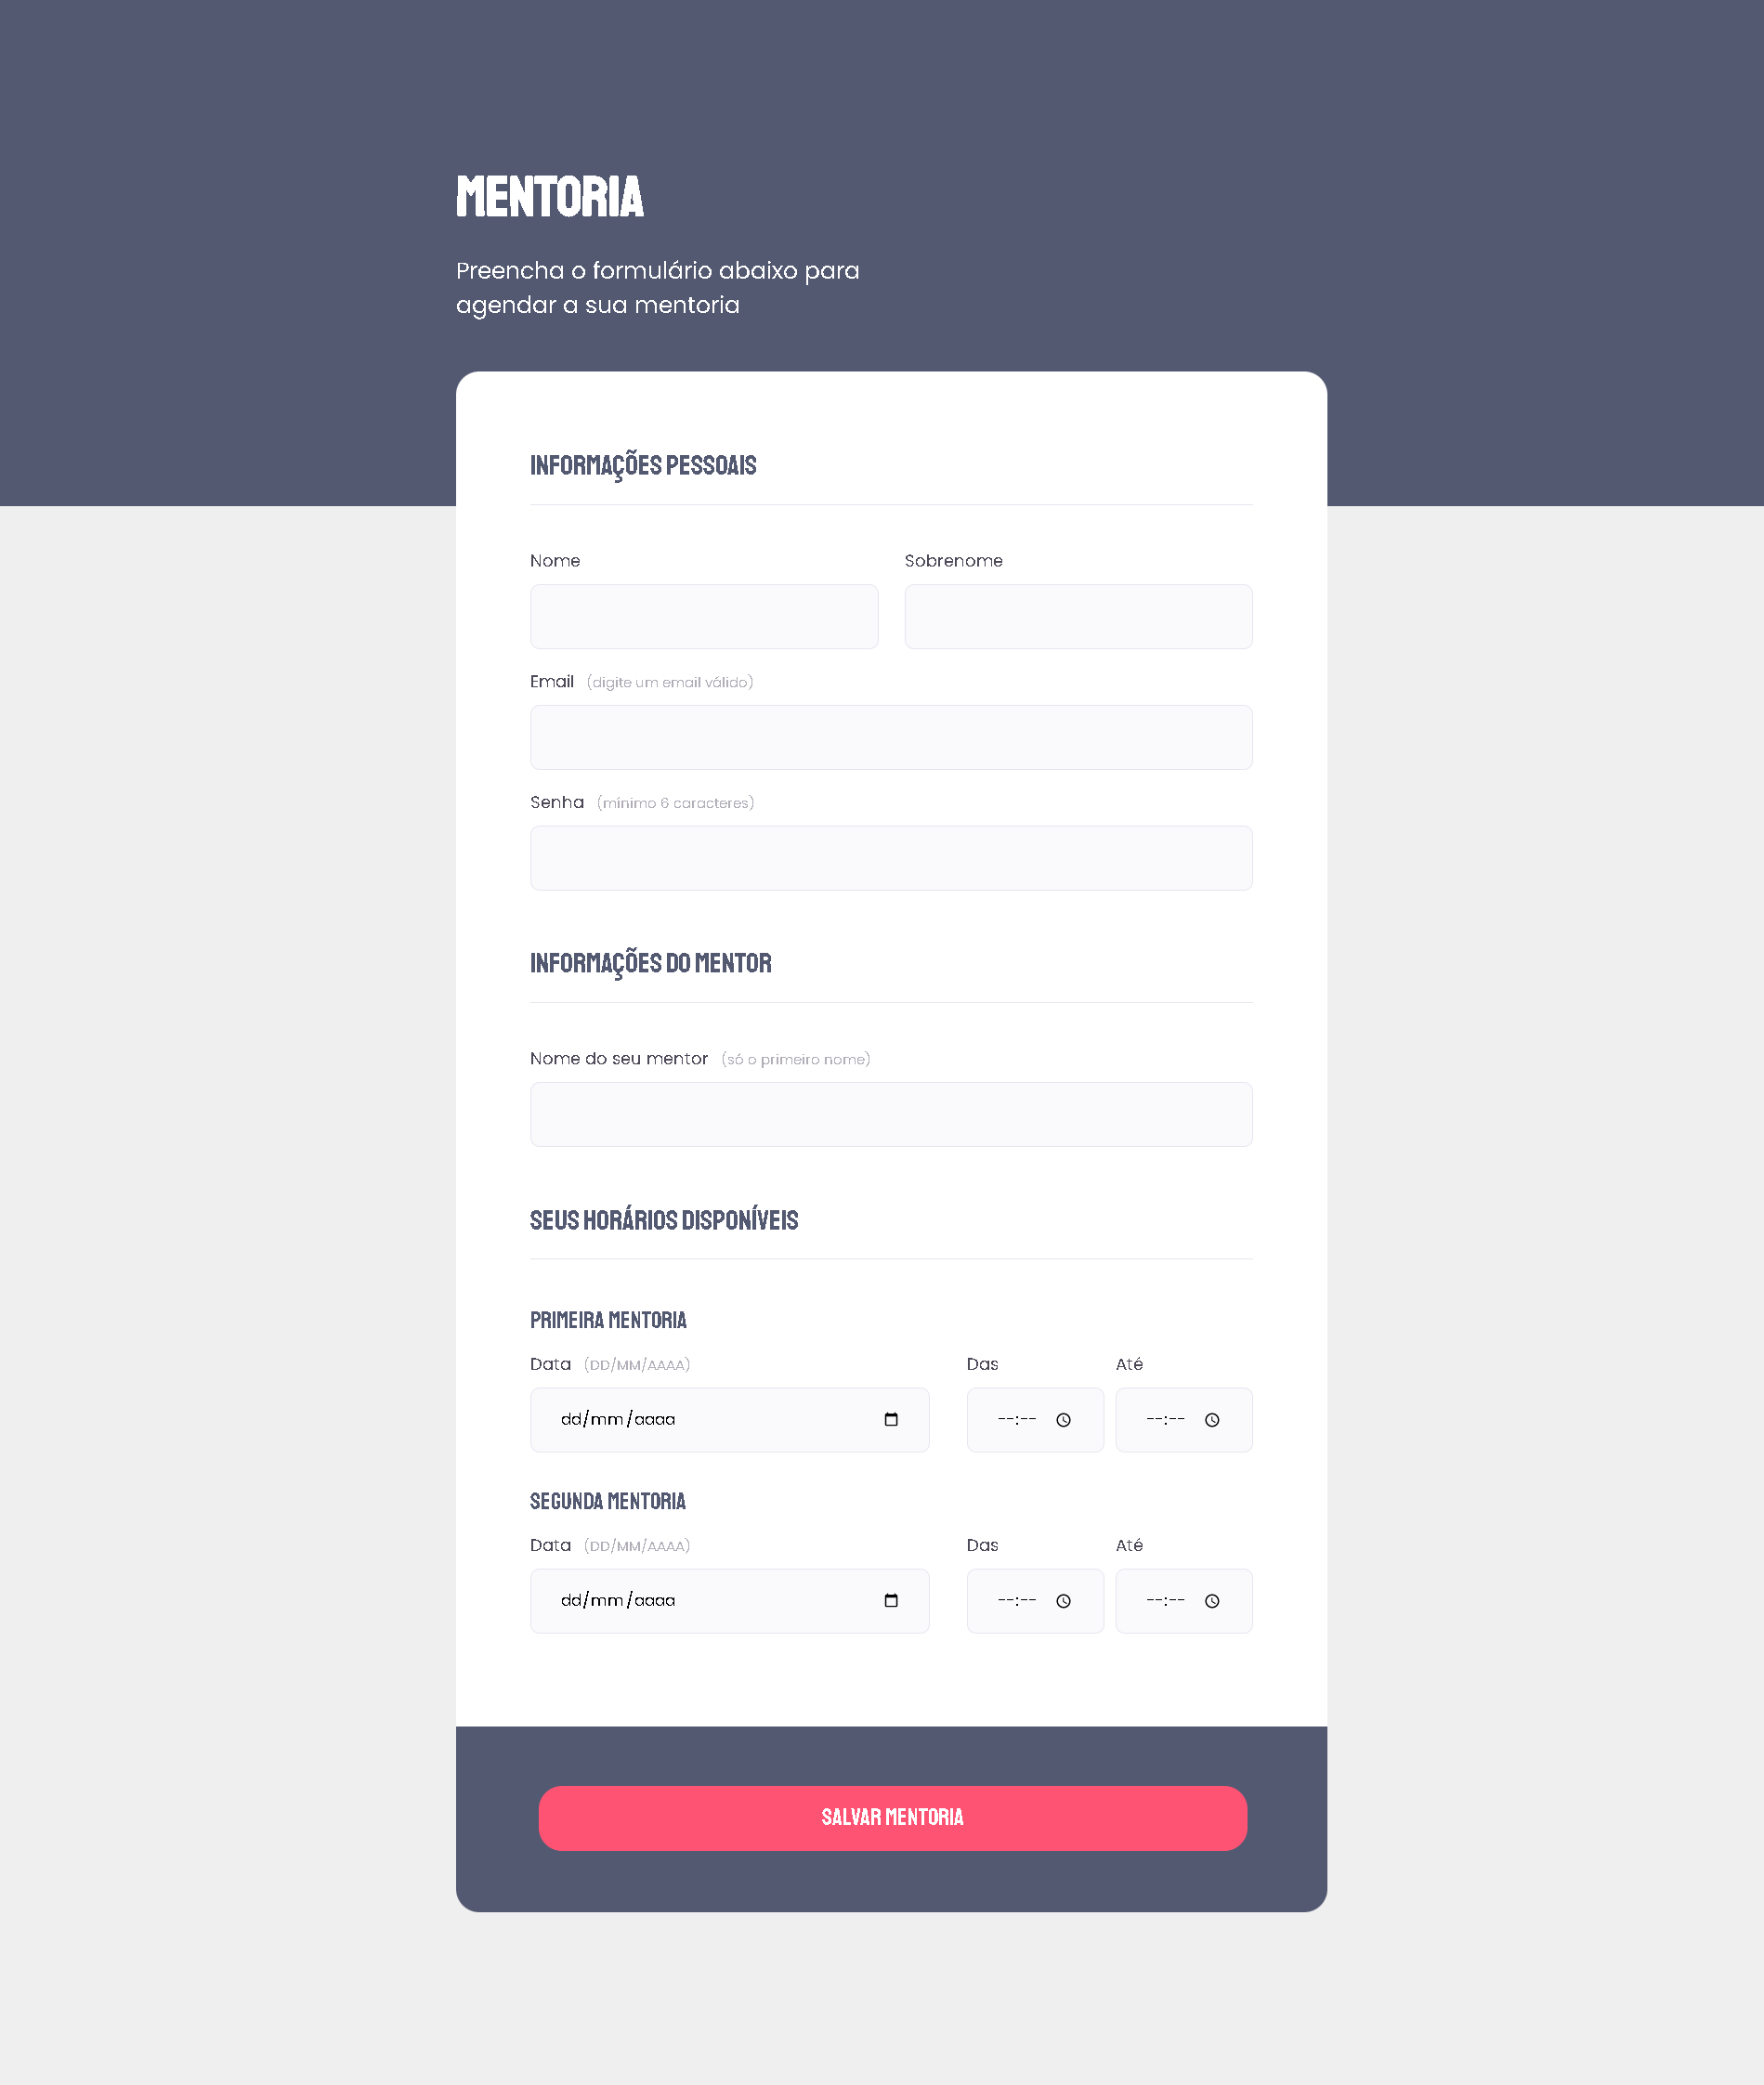 MENTORIA
Preencha o formulário abaixo para
agendar a sua mentoria
INFORMAÇÕES PESSOAIS
Nome Sobrenome
Email (digite um email válido)
Senha (mínimo 6 caracteres)
INFORMAÇÕES DO MENTOR
Nome do seu mentor (só o primeiro nome)
SEUS HORÁRIOS DISPONÍVEIS
PRIMEIRA MENTORIA
Data (DD/MM/AAAA) Das Até
dd/mm/aaaa --:-- --:--
SEGUNDA MENTORIA
Data (DD/MM/AAAA) Das Até
dd/mm/aaaa --:-- --:--
SALVAR MENTORIA